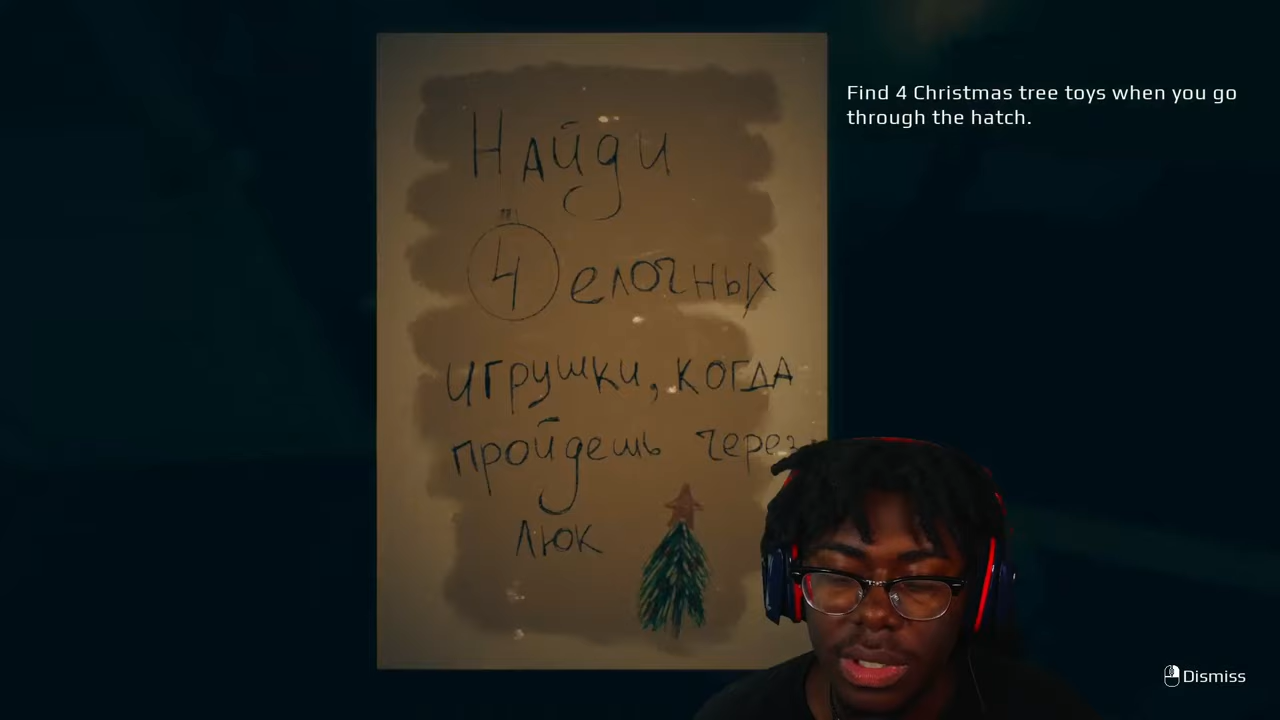 Найди
4 елочных
игрушки, когда
пройдешь через
люк
Find 4 Christmas tree toys when you go
through the hatch.
Dismiss